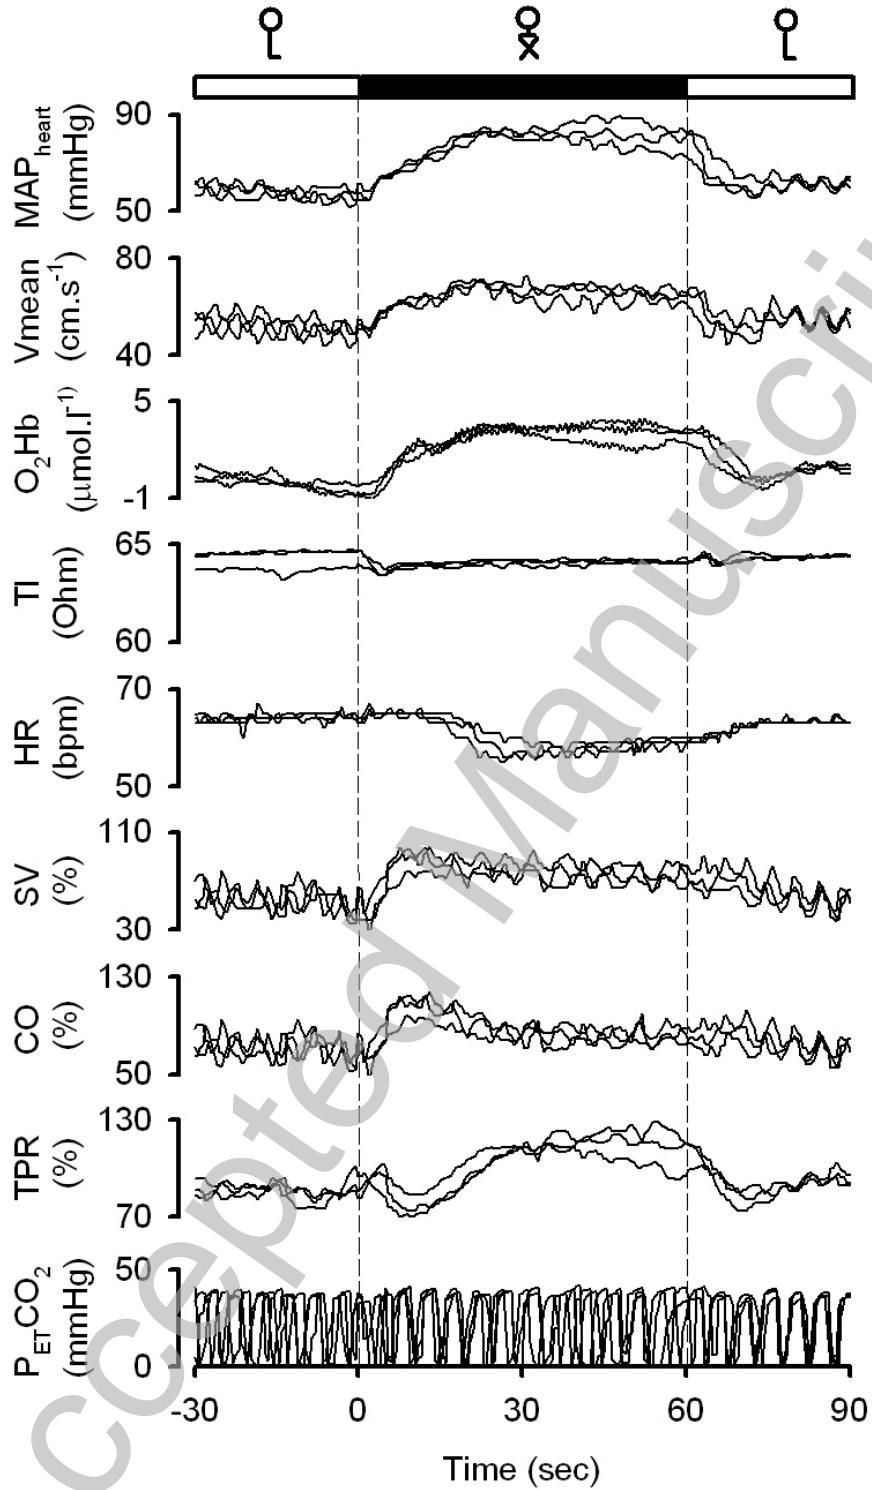 90
MAPheart
(mmHg)
50
80
Vmean
(cm.s-1)
40
5
O2Hb
(μmol.l-1)
-1
65
TI
(Ohm)
60
70
HR
(bpm)
50
110
SV
(%)
30
130
CO
(%)
50
130
TPR
(%)
70
50
PETCO2
(mmHg)
0
-30 0 30 60 90
Time (sec)
ccepted Manuscri